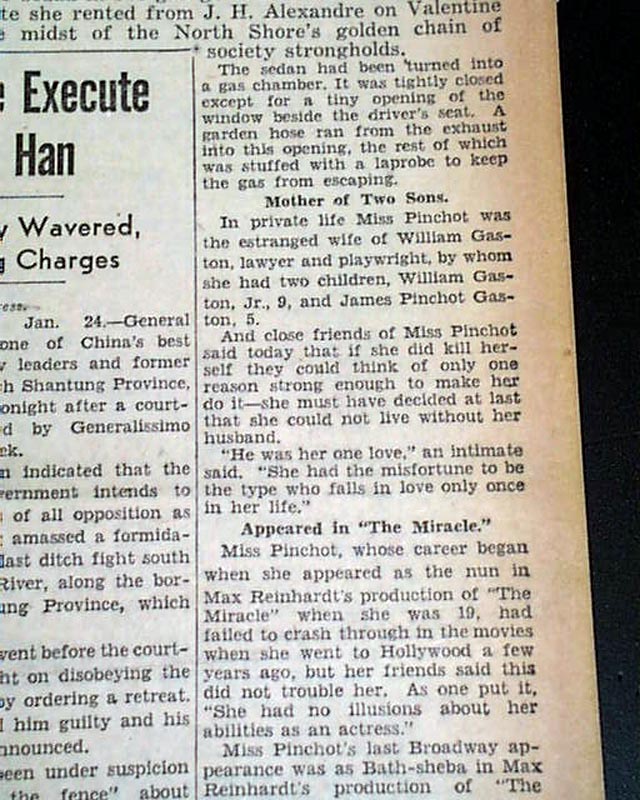 te she rented from J. H. Alexandre on Valentine
midst of the North Shore's golden chain of
society strongholds.
The sedan had been turned into
a gas chamber. It was tightly closed
except for a tiny opening of the
window beside the driver's seat. A
garden hose ran from the exhaust
into this opening, the rest of which
was stuffed with a laprobe to keep
the gas from escaping.
Mother of Two Sons.
In private life Miss Pinchot was
the estranged wife of William Gas-
ton, lawyer and playwright, by whom
she had two children, William Gas-
ton, Jr., 9, and James Pinchot Gas-
ton, 5.
And close friends of Miss Pinchot
said today that if she did kill her-
self they could think of only one
reason strong enough to make her
do it—she must have decided at last
that she could not live without her
husband.
"He was her one love," an intimate
said. "She had the misfortune to be
the type who falls in love only once
in her life."
Appeared in "The Miracle."
Miss Pinchot, whose career began
when she appeared as the nun in
Max Reinhardt's production of "The
Miracle" when she was 19, had
failed to crash through in the movies
when she went to Hollywood a few
years ago, but her friends said this
did not trouble her. As one put it,
"She had no illusions about her
abilities as an actress."
Miss Pinchot's last Broadway ap-
pearance was as Bath-sheba in Max
Reinhardt's production of "The
e Execute
Han
y Wavered,
g Charges
ress.
Jan. 24.—General
one of China's best
y leaders and former
h Shantung Province,
onight after a court-
d by Generalissimo
ek.
n indicated that the
ernment intends to
of all opposition as
amassed a formida-
last ditch fight south
River, along the bor-
ung Province, which
vent before the court-
ht on disobeying the
by ordering a retreat.
l him guilty and his
nnounced.
been under suspicion
the fence" about